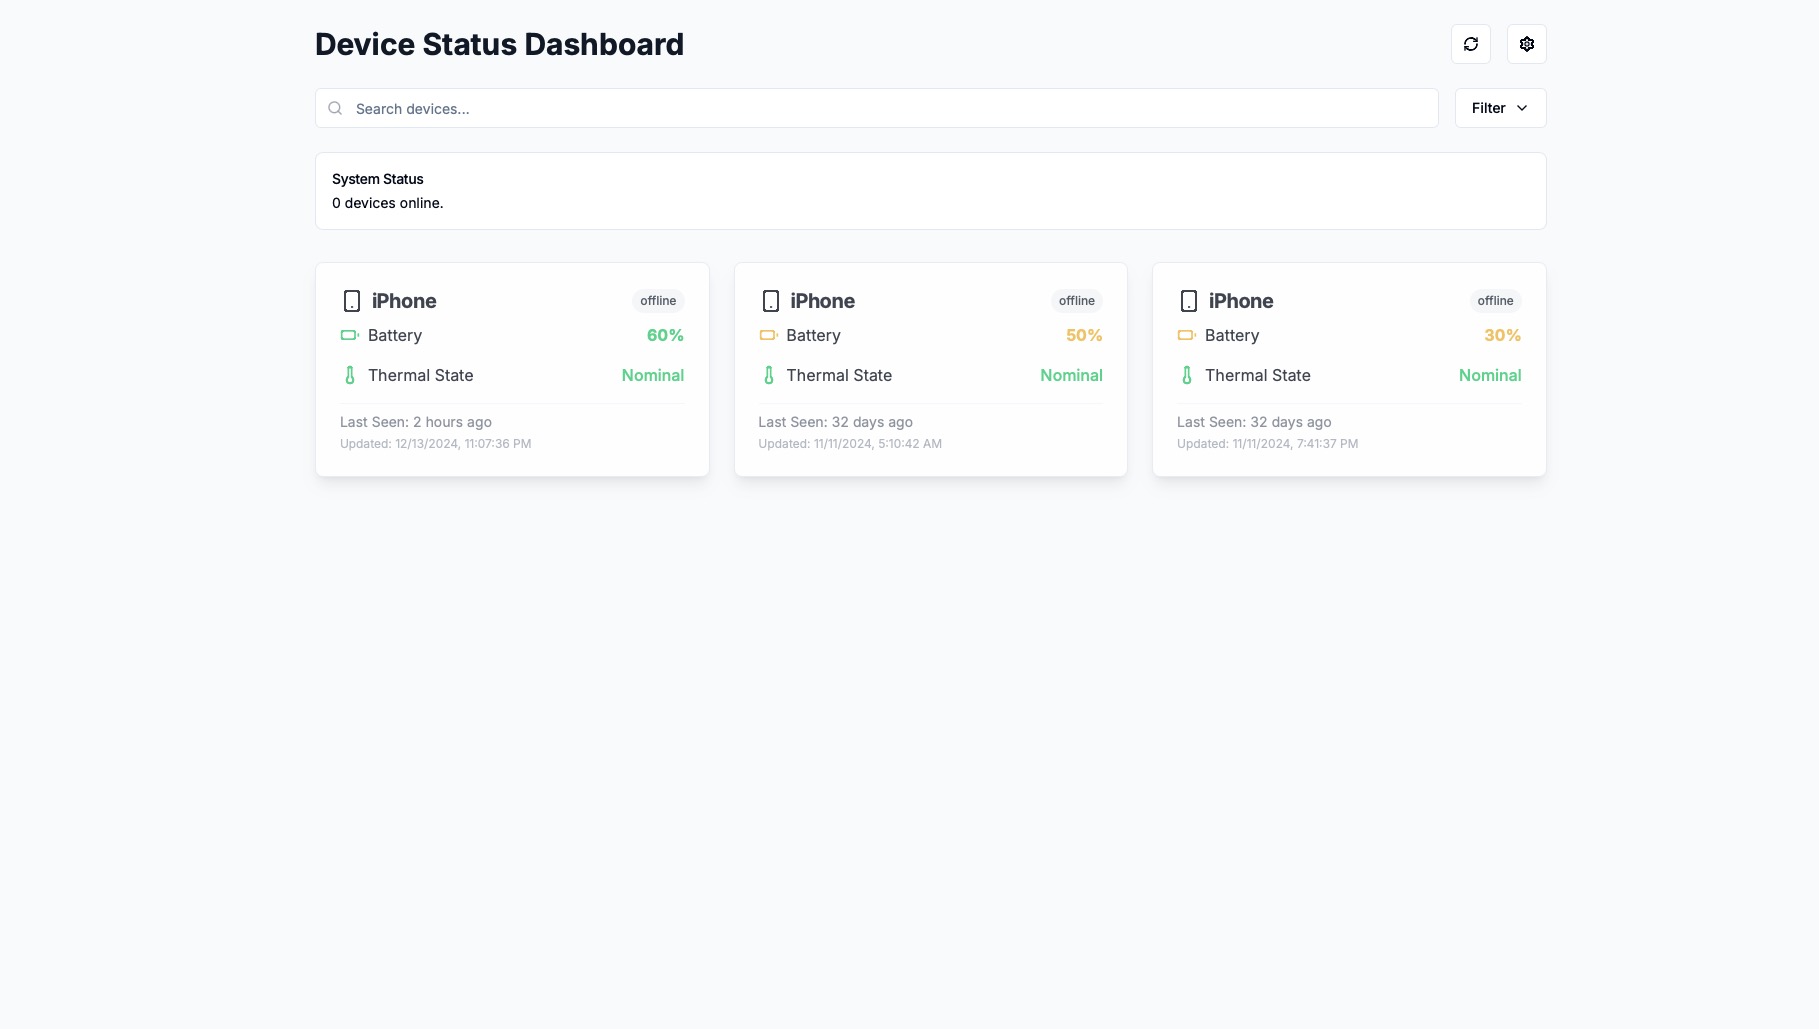 Device Status Dashboard
Search devices...
Filter
System Status
0 devices online.
iPhone
offline
Battery
60%
Thermal State
Nominal
Last Seen: 2 hours ago
Updated: 12/13/2024, 11:07:36 PM
iPhone
offline
Battery
50%
Thermal State
Nominal
Last Seen: 32 days ago
Updated: 11/11/2024, 5:10:42 AM
iPhone
offline
Battery
30%
Thermal State
Nominal
Last Seen: 32 days ago
Updated: 11/11/2024, 7:41:37 PM